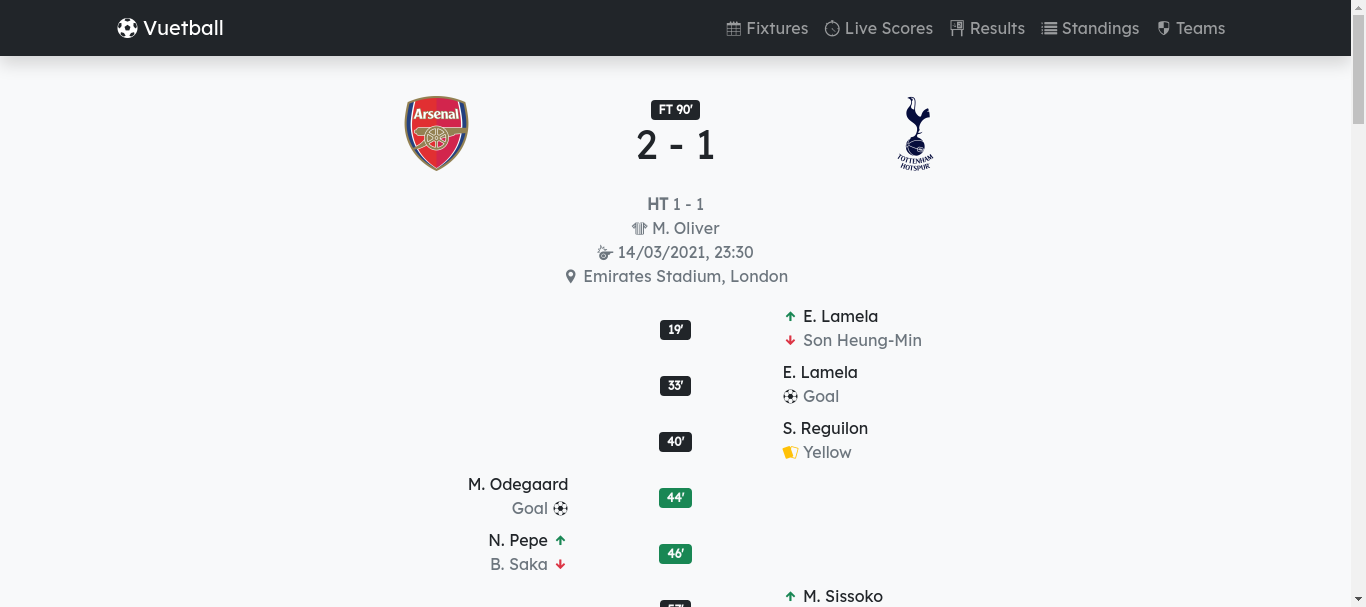 Vuetball
Fixtures Live Scores Results Standings Teams
Arsenal
FT 90'
2 - 1
TOTTENHAM
HOTSPUR
HT 1 - 1
M. Oliver
14/03/2021, 23:30
Emirates Stadium, London
19'
E. Lamela
Son Heung-Min
33'
E. Lamela
Goal
40'
S. Reguilon
Yellow
M. Odegaard
Goal
44'
N. Pepe
B. Saka
46'
M. Sissoko